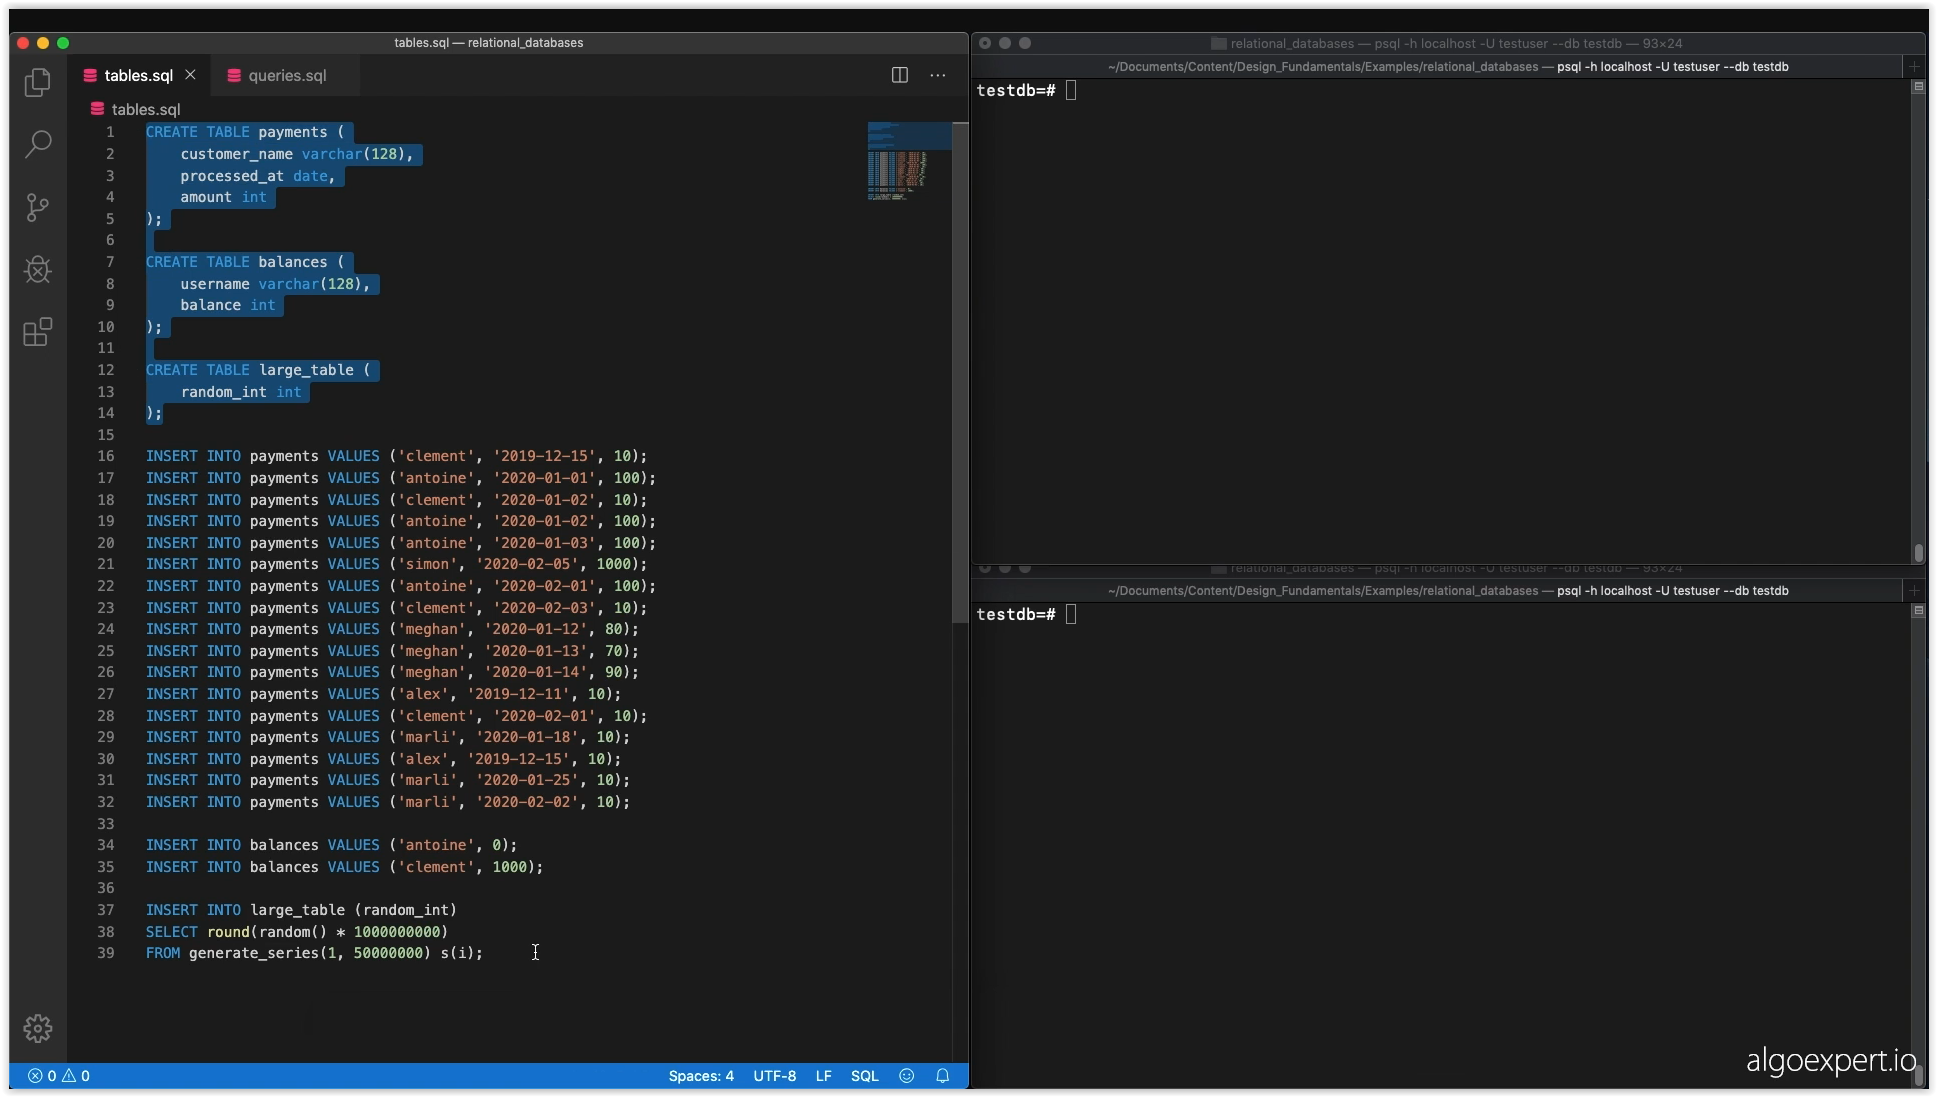 tables.sql — relational_databases
tables.sql
queries.sql
tables.sql
1 CREATE TABLE payments (
2 customer_name varchar(128),
3 processed_at date,
4 amount int
5 );
6
7 CREATE TABLE balances (
8 username varchar(128),
9 balance int
10 );
11
12 CREATE TABLE large_table (
13 random_int int
14 );
15
16 INSERT INTO payments VALUES ('clement', '2019-12-15', 10);
17 INSERT INTO payments VALUES ('antoine', '2020-01-01', 100);
18 INSERT INTO payments VALUES ('clement', '2020-01-02', 10);
19 INSERT INTO payments VALUES ('antoine', '2020-01-02', 100);
20 INSERT INTO payments VALUES ('antoine', '2020-01-03', 100);
21 INSERT INTO payments VALUES ('simon', '2020-02-05', 1000);
22 INSERT INTO payments VALUES ('antoine', '2020-02-01', 100);
23 INSERT INTO payments VALUES ('clement', '2020-02-03', 10);
24 INSERT INTO payments VALUES ('meghan', '2020-01-12', 80);
25 INSERT INTO payments VALUES ('meghan', '2020-01-13', 70);
26 INSERT INTO payments VALUES ('meghan', '2020-01-14', 90);
27 INSERT INTO payments VALUES ('alex', '2019-12-11', 10);
28 INSERT INTO payments VALUES ('clement', '2020-02-01', 10);
29 INSERT INTO payments VALUES ('marli', '2020-01-18', 10);
30 INSERT INTO payments VALUES ('alex', '2019-12-15', 10);
31 INSERT INTO payments VALUES ('marli', '2020-01-25', 10);
32 INSERT INTO payments VALUES ('marli', '2020-02-02', 10);
33
34 INSERT INTO balances VALUES ('antoine', 0);
35 INSERT INTO balances VALUES ('clement', 1000);
36
37 INSERT INTO large_table (random_int)
38 SELECT round(random() * 1000000000)
39 FROM generate_series(1, 50000000) s(i);
0 0
Spaces: 4 UTF-8 LF SQL
relational_databases — psql -h localhost -U testuser --db testdb — 93×24
~/Documents/Content/Design_Fundamentals/Examples/relational_databases — psql -h localhost -U testuser --db testdb
testdb=#
relational_databases — psql -h localhost -U testuser --db testdb — 93×24
~/Documents/Content/Design_Fundamentals/Examples/relational_databases — psql -h localhost -U testuser --db testdb
testdb=#
algoexpert.io